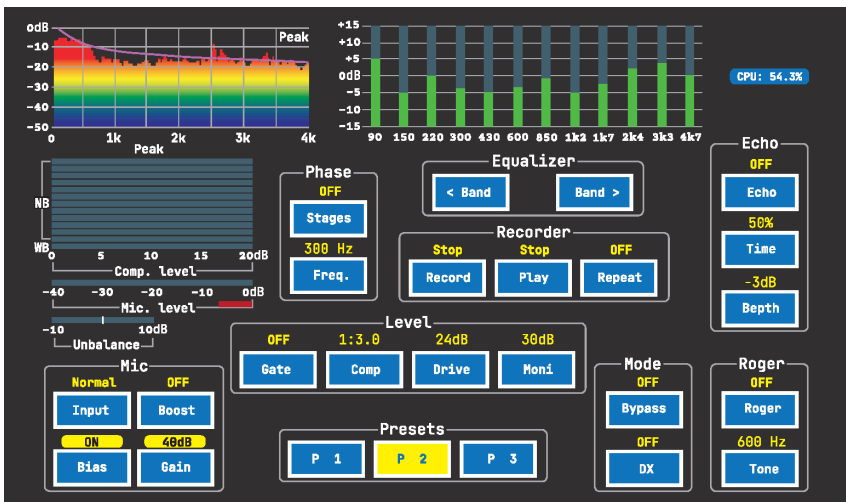 0dB
-10
-20
-30
-40
-50
Peak
0 1k 2k 3k 4k
Peak
+15
+10
+5
0dB
-5
-10
-15
90 150 220 300 430 600 850 1k2 1k7 2k4 3k3 4k7
CPU: 54.3%
NB
WB
0 5 10 15 20dB
Comp. level
-40 -30 -20 -10 0dB
Mic. level
-10 10dB
Unbalance
Phase
OFF
Stages
300 Hz
Freq.
Equalizer
< Band Band >
Recorder
Stop Stop OFF
Record Play Repeat
Echo
OFF
Echo
50%
Time
-3dB
Bepth
Level
OFF 1:3.0 24dB 30dB
Gate Comp Drive Moni
Mic
Normal OFF
Input Boost
ON 40dB
Bias Gain
Presets
P 1 P 2 P 3
Mode
OFF
Bypass
OFF
DX
Roger
OFF
Roger
600 Hz
Tone